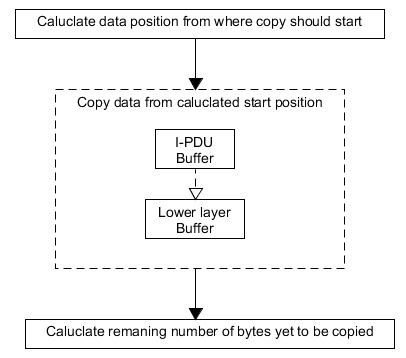 Caluclate data position from where copy should start
Copy data from caluclated start position
I-PDU
Buffer
Lower layer
Buffer
Caluclate remaning number of bytes yet to be copied